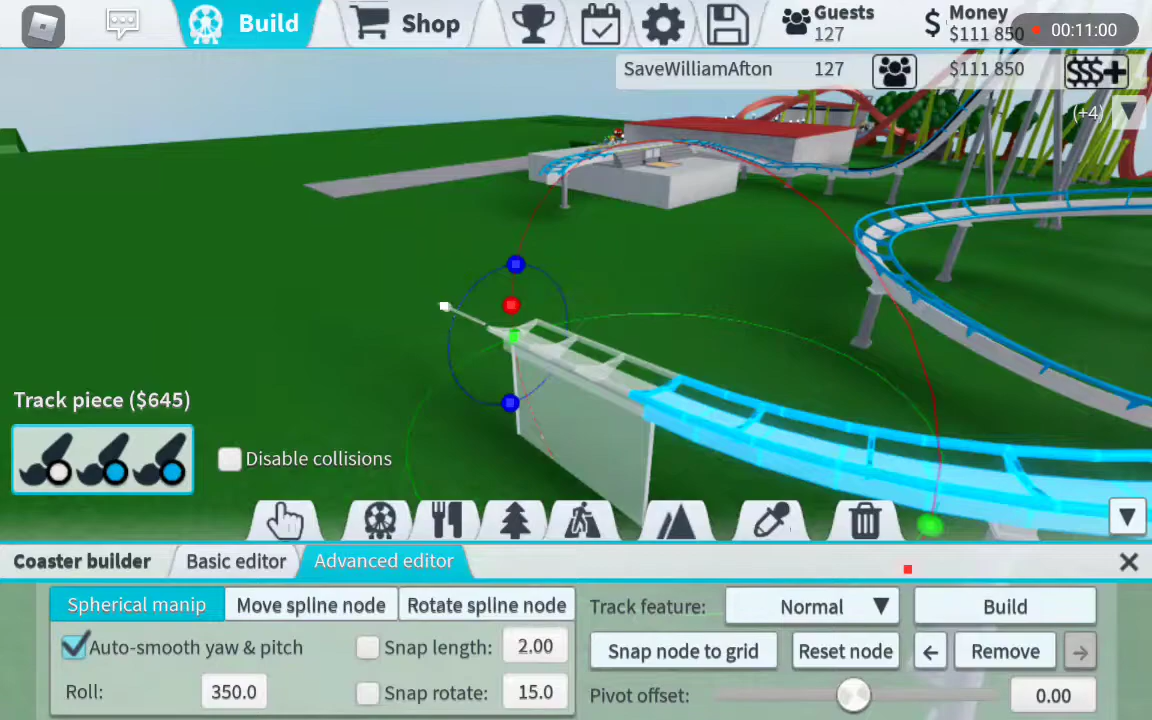 Build
Shop
Guests
127
Money
$111 850
00:11:00
SaveWilliamAfton
127
$111 850
$$$+
(+4)
Track piece ($645)
Disable collisions
Coaster builder
Basic editor
Advanced editor
Spherical manip
Move spline node
Rotate spline node
Track feature:
Normal
Build
Auto-smooth yaw & pitch
Snap length:
2.00
Snap node to grid
Reset node
Remove
Roll:
350.0
Snap rotate:
15.0
Pivot offset:
0.00